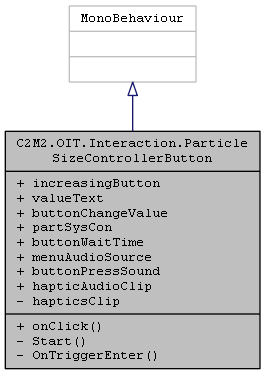 MonoBehaviour
C2M2.OIT.Interaction.Particle
SizeControllerButton
+ increasingButton
+ valueText
+ buttonChangeValue
+ partSysCon
+ buttonWaitTime
+ menuAudioSource
+ buttonPressSound
+ hapticAudioClip
- hapticsClip
+ onClick()
- Start()
- OnTriggerEnter()